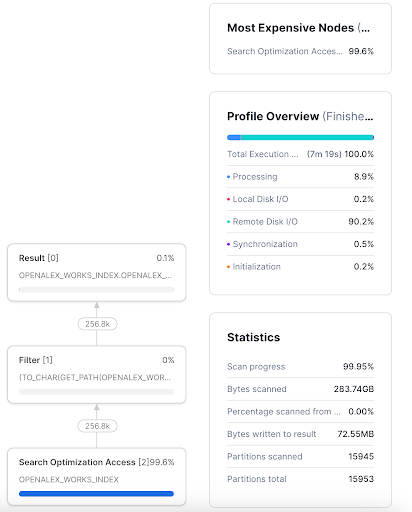 Most Expensive Nodes (...
Search Optimization Acces... 99.6%
Profile Overview (Finishe...
Total Execution ... (7m 19s) 100.0%
Processing 8.9%
Local Disk I/O 0.2%
Remote Disk I/O 90.2%
Synchronization 0.5%
Initialization 0.2%
Result [0] 0.1%
OPENALEX_WORKS_INDEX.OPENALEX_...
256.8k
Filter [1] 0%
(TO_CHAR(GET_PATH(OPENALEX_WOR...
256.8k
Search Optimization Access [2] 99.6%
OPENALEX_WORKS_INDEX
Statistics
Scan progress 99.95%
Bytes scanned 283.74GB
Percentage scanned from ... 0.00%
Bytes written to result 72.55MB
Partitions scanned 15945
Partitions total 15953